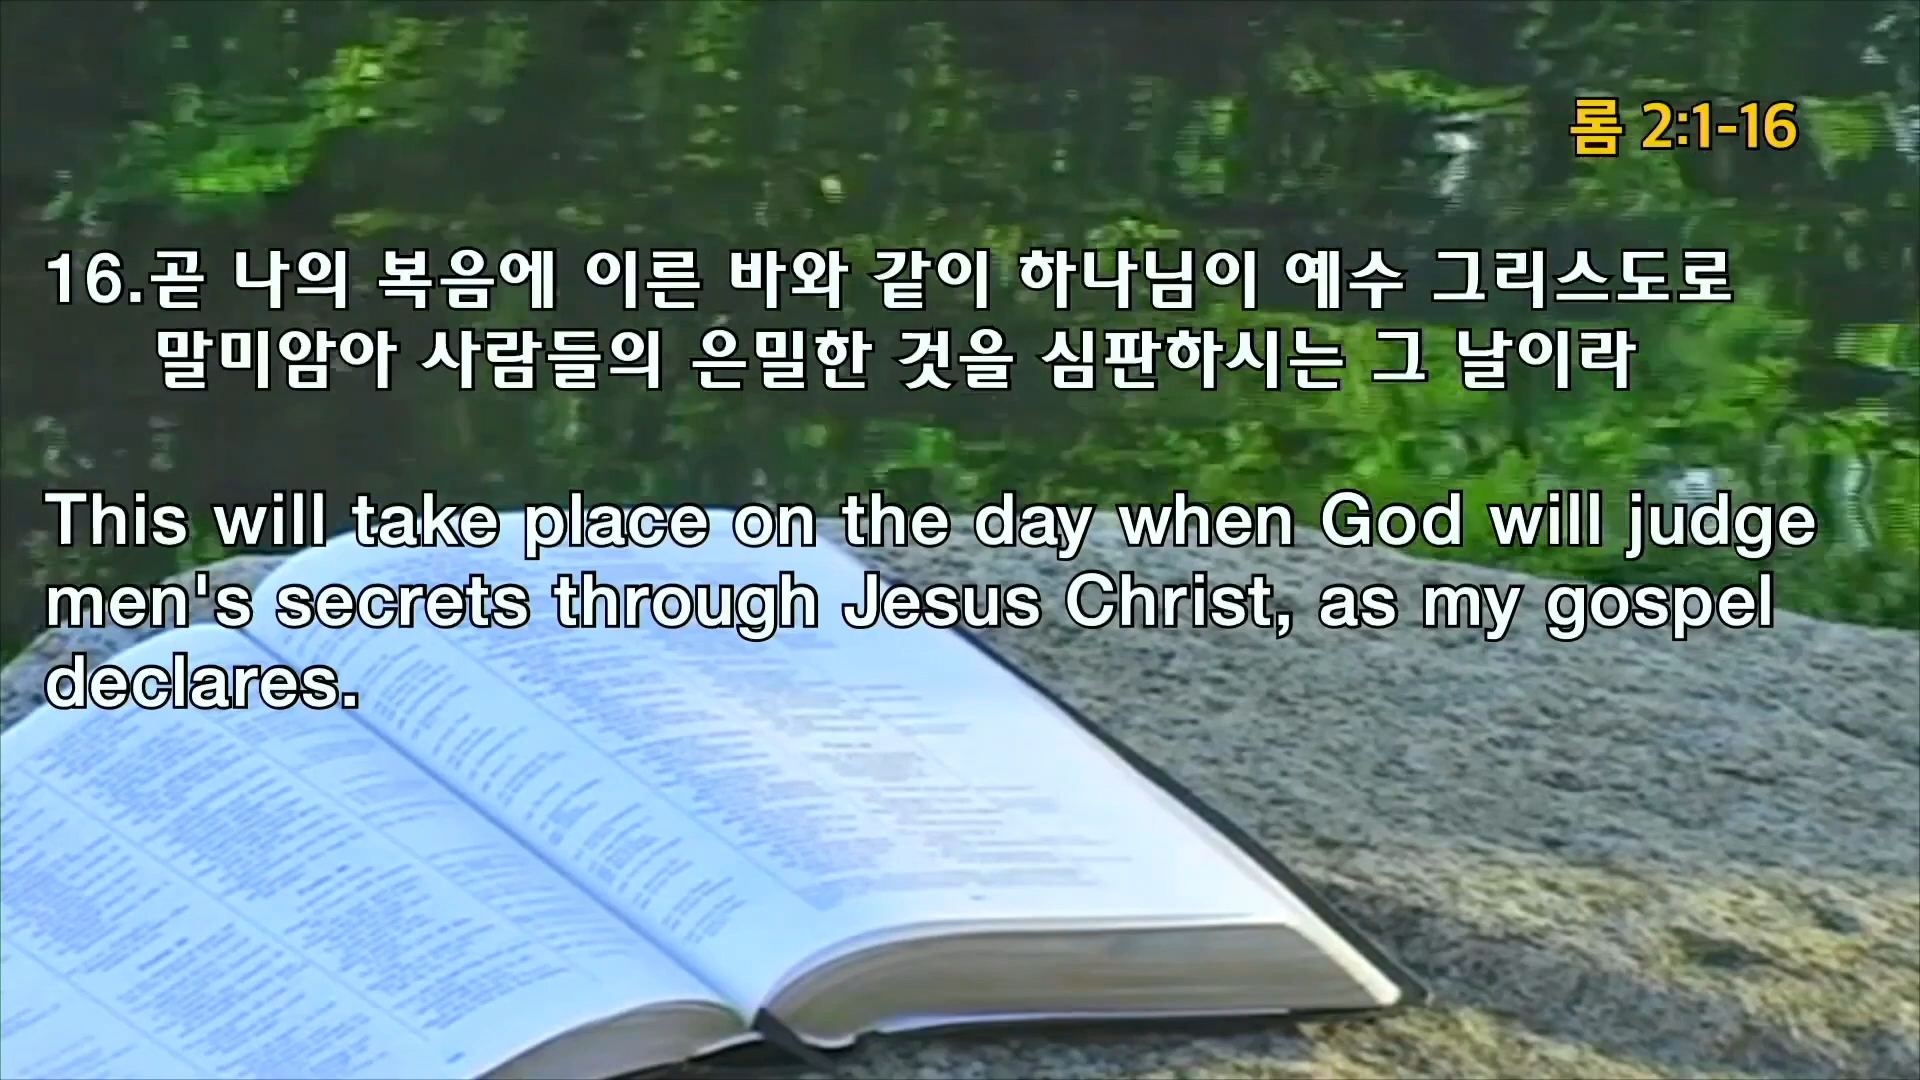 롬 2:1-16
16.곧 나의 복음에 이른 바와 같이 하나님이 예수 그리스도로
말미암아 사람들의 은밀한 것을 심판하시는 그 날이라
This will take place on the day when God will judge
men's secrets through Jesus Christ, as my gospel
declares.